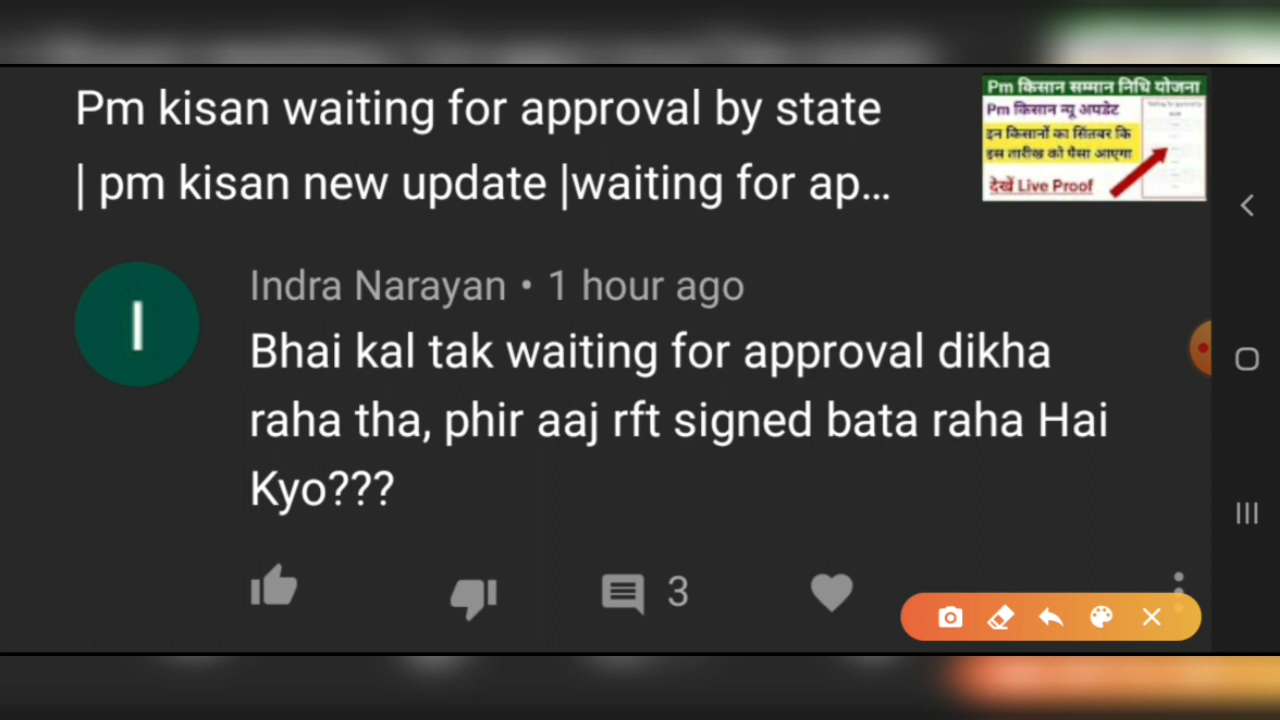 Pm kisan waiting for approval by state
| pm kisan new update |waiting for ap...
Pm किसान सम्मान निधि योजना
Pm किसान न्यू अपडेट
इन किसानों का सितंबर कि
इस तारीख को पैसा आएगा
देखें Live Proof
I
Indra Narayan • 1 hour ago
Bhai kal tak waiting for approval dikha
raha tha, phir aaj rft signed bata raha Hai
Kyo???
3